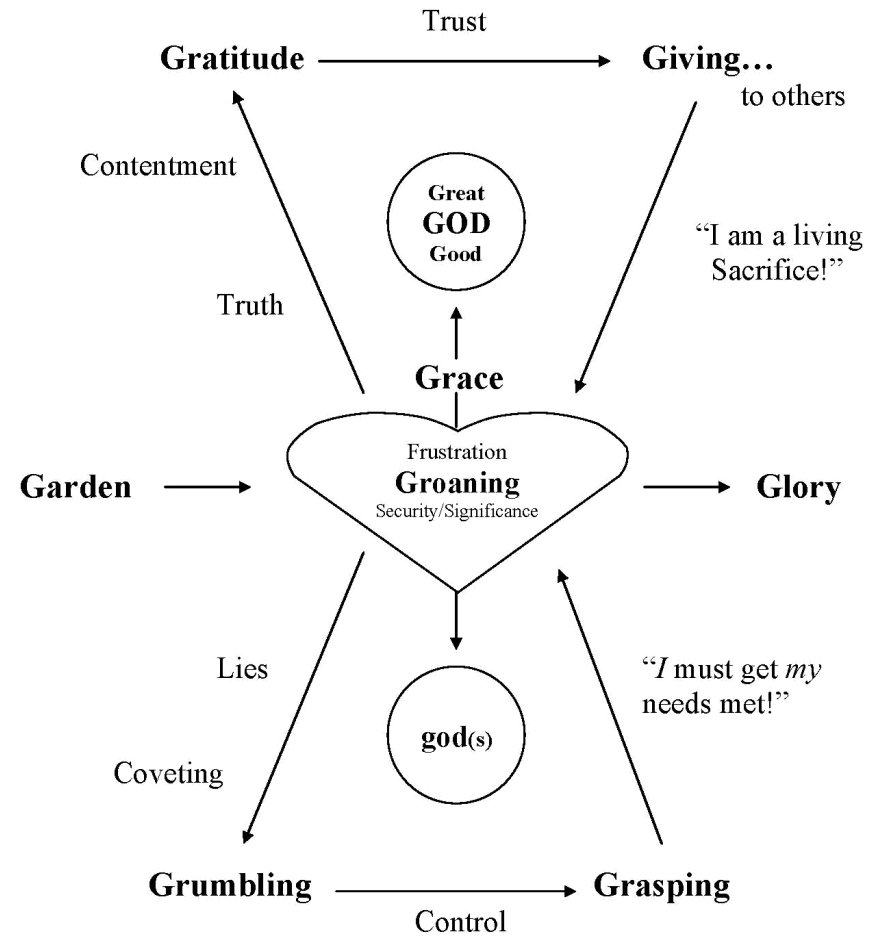 Trust
Gratitude
Giving…
to others
Contentment
Great
GOD
Good
“I am a living
Sacrifice!”
Truth
Grace
Frustration
Groaning
Security/Significance
Garden
Glory
Lies
“I must get my
needs met!”
god(s)
Coveting
Grumbling
Grasping
Control